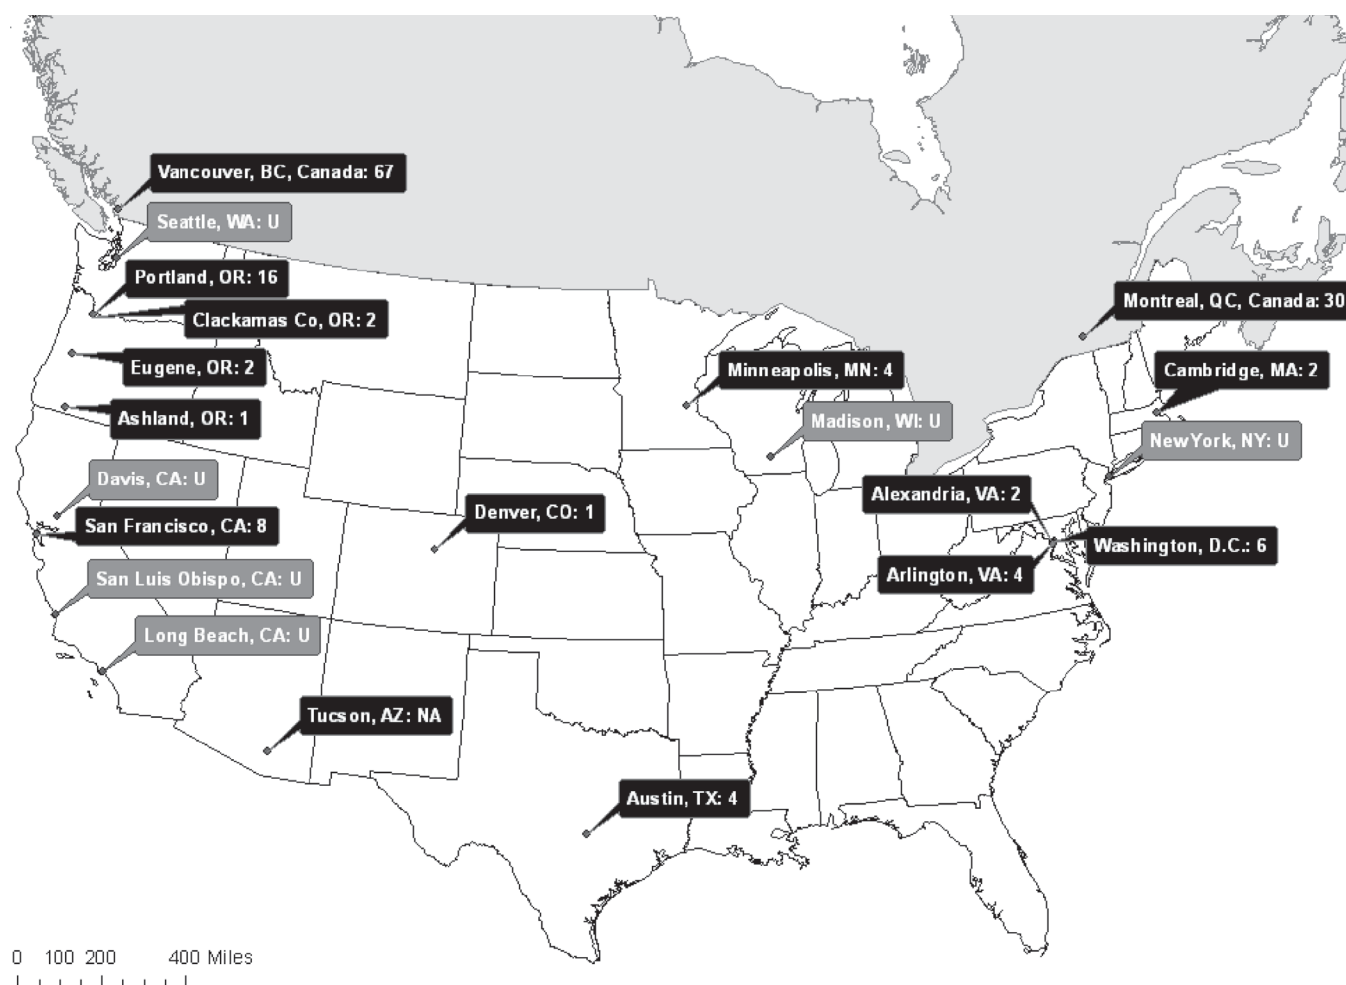 Vancouver, BC, Canada: 67
Seattle, WA: U
Portland, OR: 16
Clackamas Co, OR: 2
Eugene, OR: 2
Ashland, OR: 1
Davis, CA: U
San Francisco, CA: 8
San Luis Obispo, CA: U
Long Beach, CA: U
Tucson, AZ: NA
Denver, CO: 1
Austin, TX: 4
Minneapolis, MN: 4
Madison, WI: U
Montreal, QC, Canada: 30
Cambridge, MA: 2
NewYork, NY: U
Alexandria, VA: 2
Washington, D.C.: 6
Arlington, VA: 4
0 100 200 400 Miles